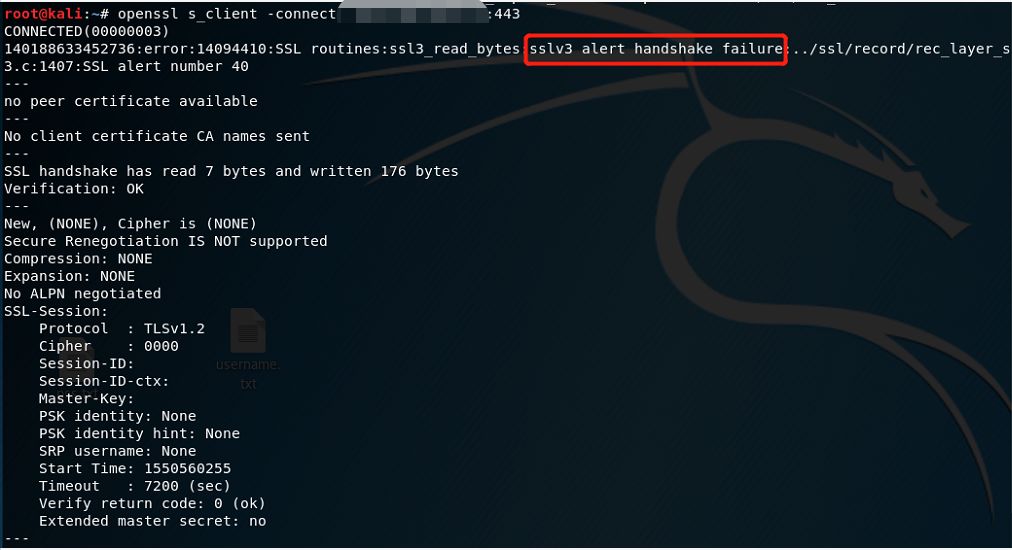 root@kali:~# openssl s_client -connect :443
CONNECTED(00000003)
140188633452736:error:14094410:SSL routines:ssl3_read_bytes:sslv3 alert handshake failure:../ssl/record/rec_layer_s
3.c:1407:SSL alert number 40
---
no peer certificate available
---
No client certificate CA names sent
---
SSL handshake has read 7 bytes and written 176 bytes
Verification: OK
---
New, (NONE), Cipher is (NONE)
Secure Renegotiation IS NOT supported
Compression: NONE
Expansion: NONE
No ALPN negotiated
SSL-Session:
    Protocol  : TLSv1.2
    Cipher    : 0000
    Session-ID:
    Session-ID-ctx:
    Master-Key:
    PSK identity: None
    PSK identity hint: None
    SRP username: None
    Start Time: 1550560255
    Timeout   : 7200 (sec)
    Verify return code: 0 (ok)
    Extended master secret: no
---
username.
txt